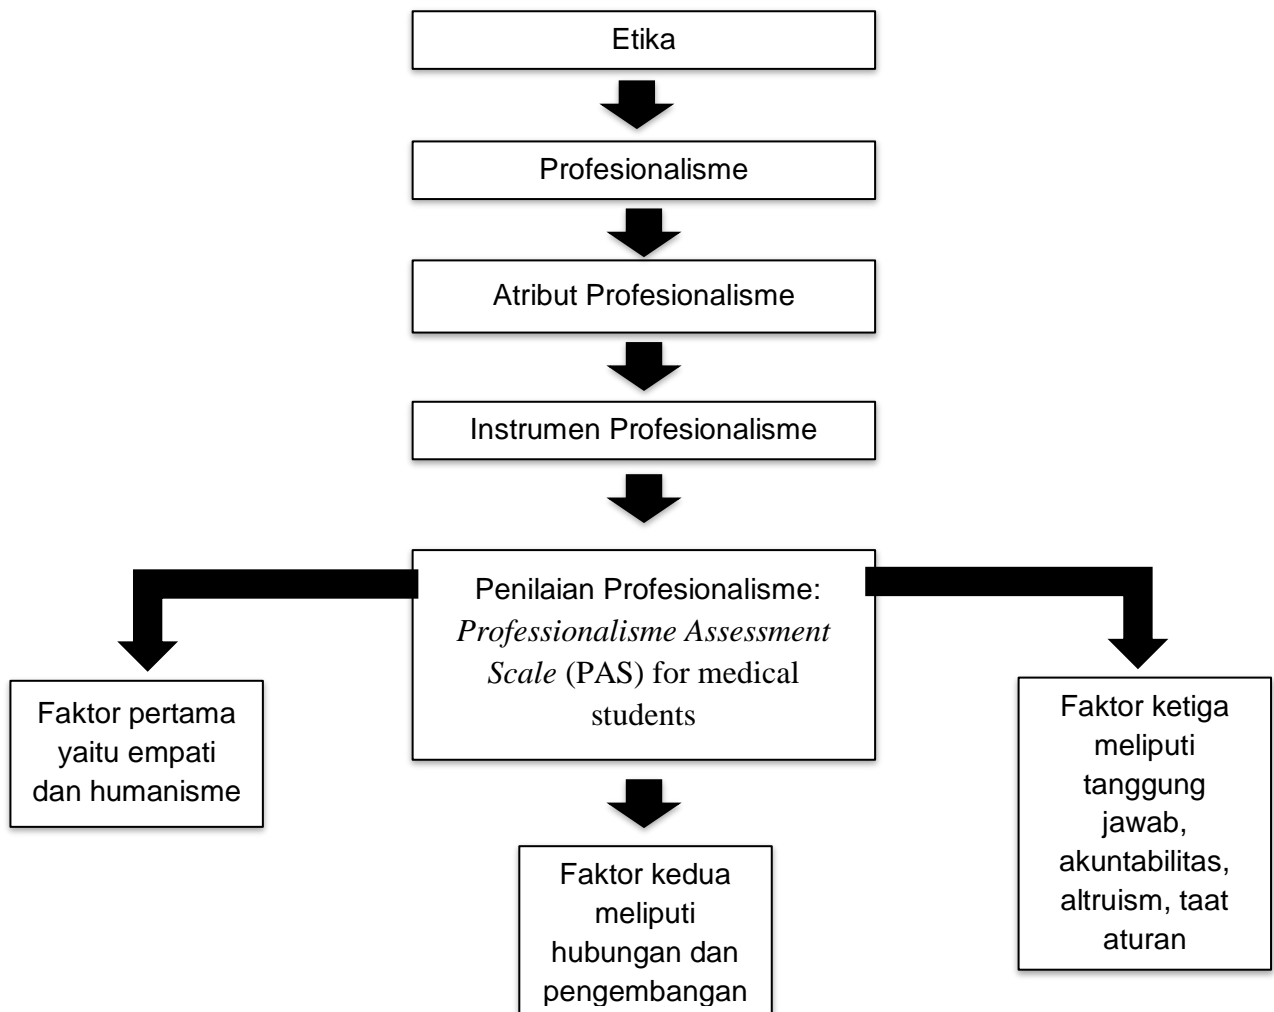 Etika
Profesionalisme
Atribut Profesionalisme
Instrumen Profesionalisme
Penilaian Profesionalisme:
Professionalisme Assessment
Scale (PAS) for medical
students
Faktor pertama
yaitu empati
dan humanisme
Faktor kedua
meliputi
hubungan dan
pengembangan
Faktor ketiga
meliputi
tanggung
jawab,
akuntabilitas,
altruism, taat
aturan